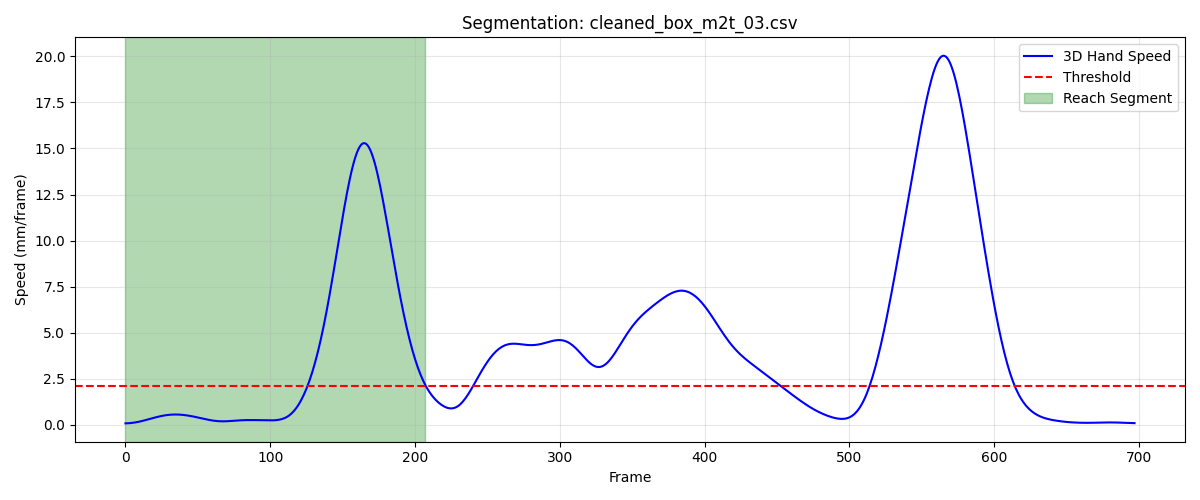 Segmentation: cleaned_box_m2t_03.csv
3D Hand Speed
Threshold
Reach Segment
Speed (mm/frame)
20.0
17.5
15.0
12.5
10.0
7.5
5.0
2.5
0.0
0 100 200 300 400 500 600 700
Frame